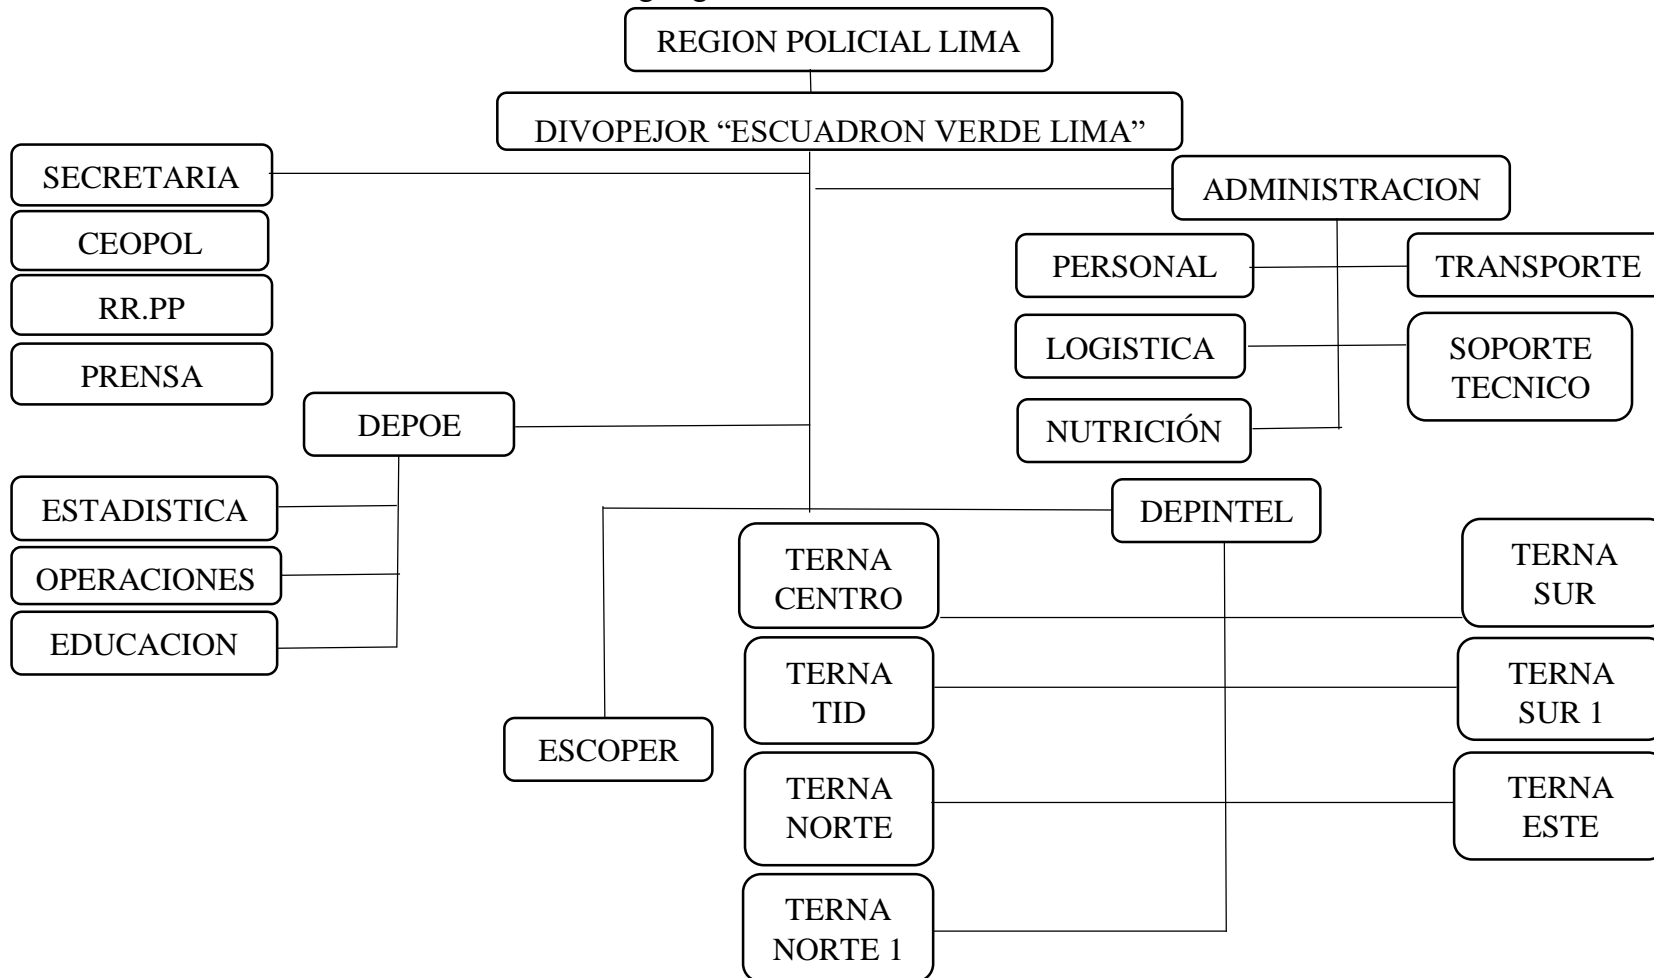 REGION POLICIAL LIMA
DIVOPEJOR “ESCUADRON VERDE LIMA”
SECRETARIA
CEOPOL
RR.PP
PRENSA
ADMINISTRACION
PERSONAL
TRANSPORTE
LOGISTICA
SOPORTE
TECNICO
NUTRICIÓN
DEPOE
ESTADISTICA
OPERACIONES
EDUCACION
DEPINTEL
ESCOPER
TERNA
CENTRO
TERNA
SUR
TERNA
TID
TERNA
SUR 1
TERNA
NORTE
TERNA
ESTE
TERNA
NORTE 1